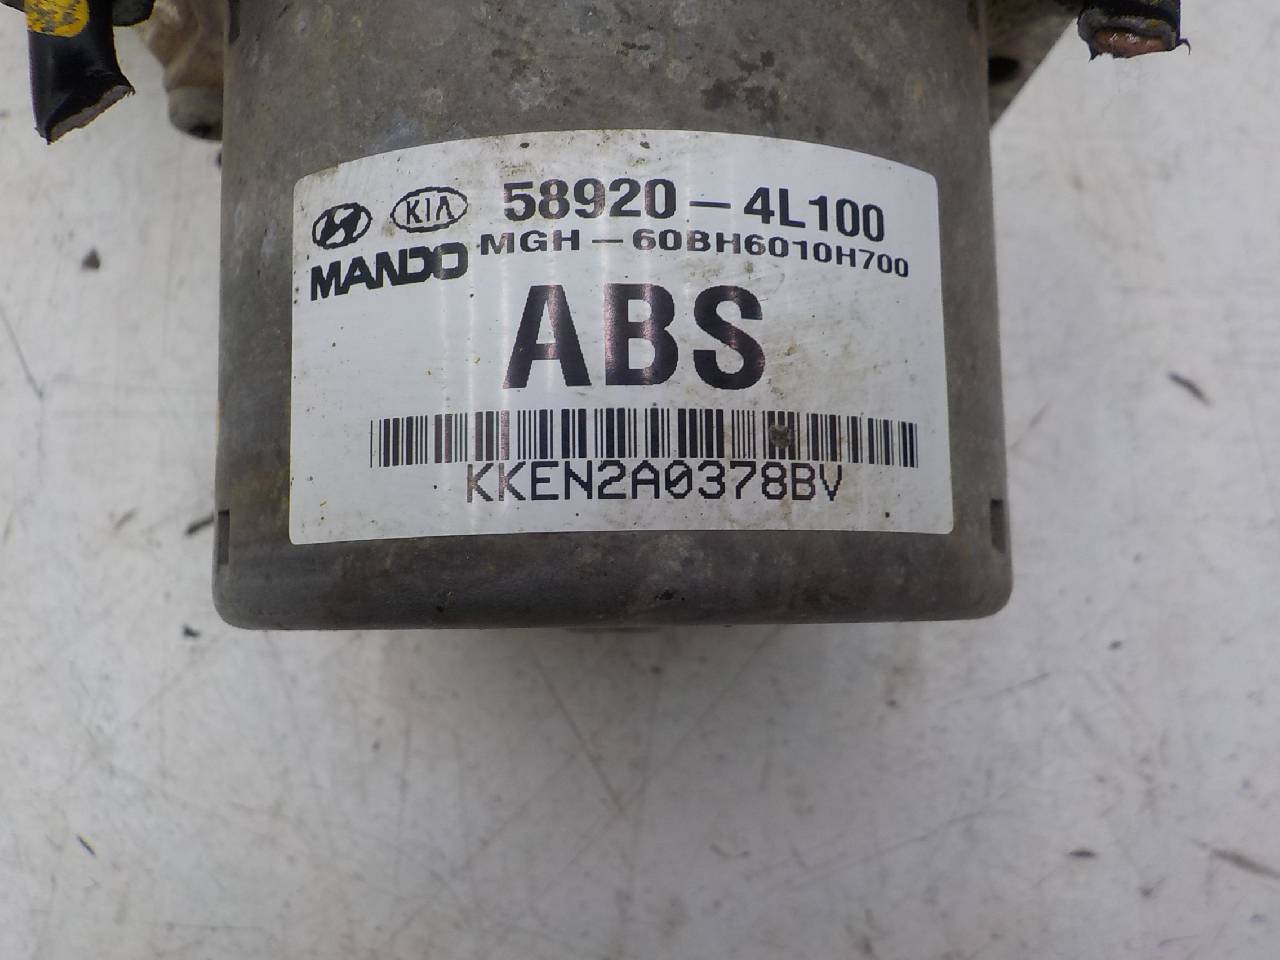 KIA 58920-4L100
MANDO MGH-60BH6010H700
ABS
KKEN2A0378BV